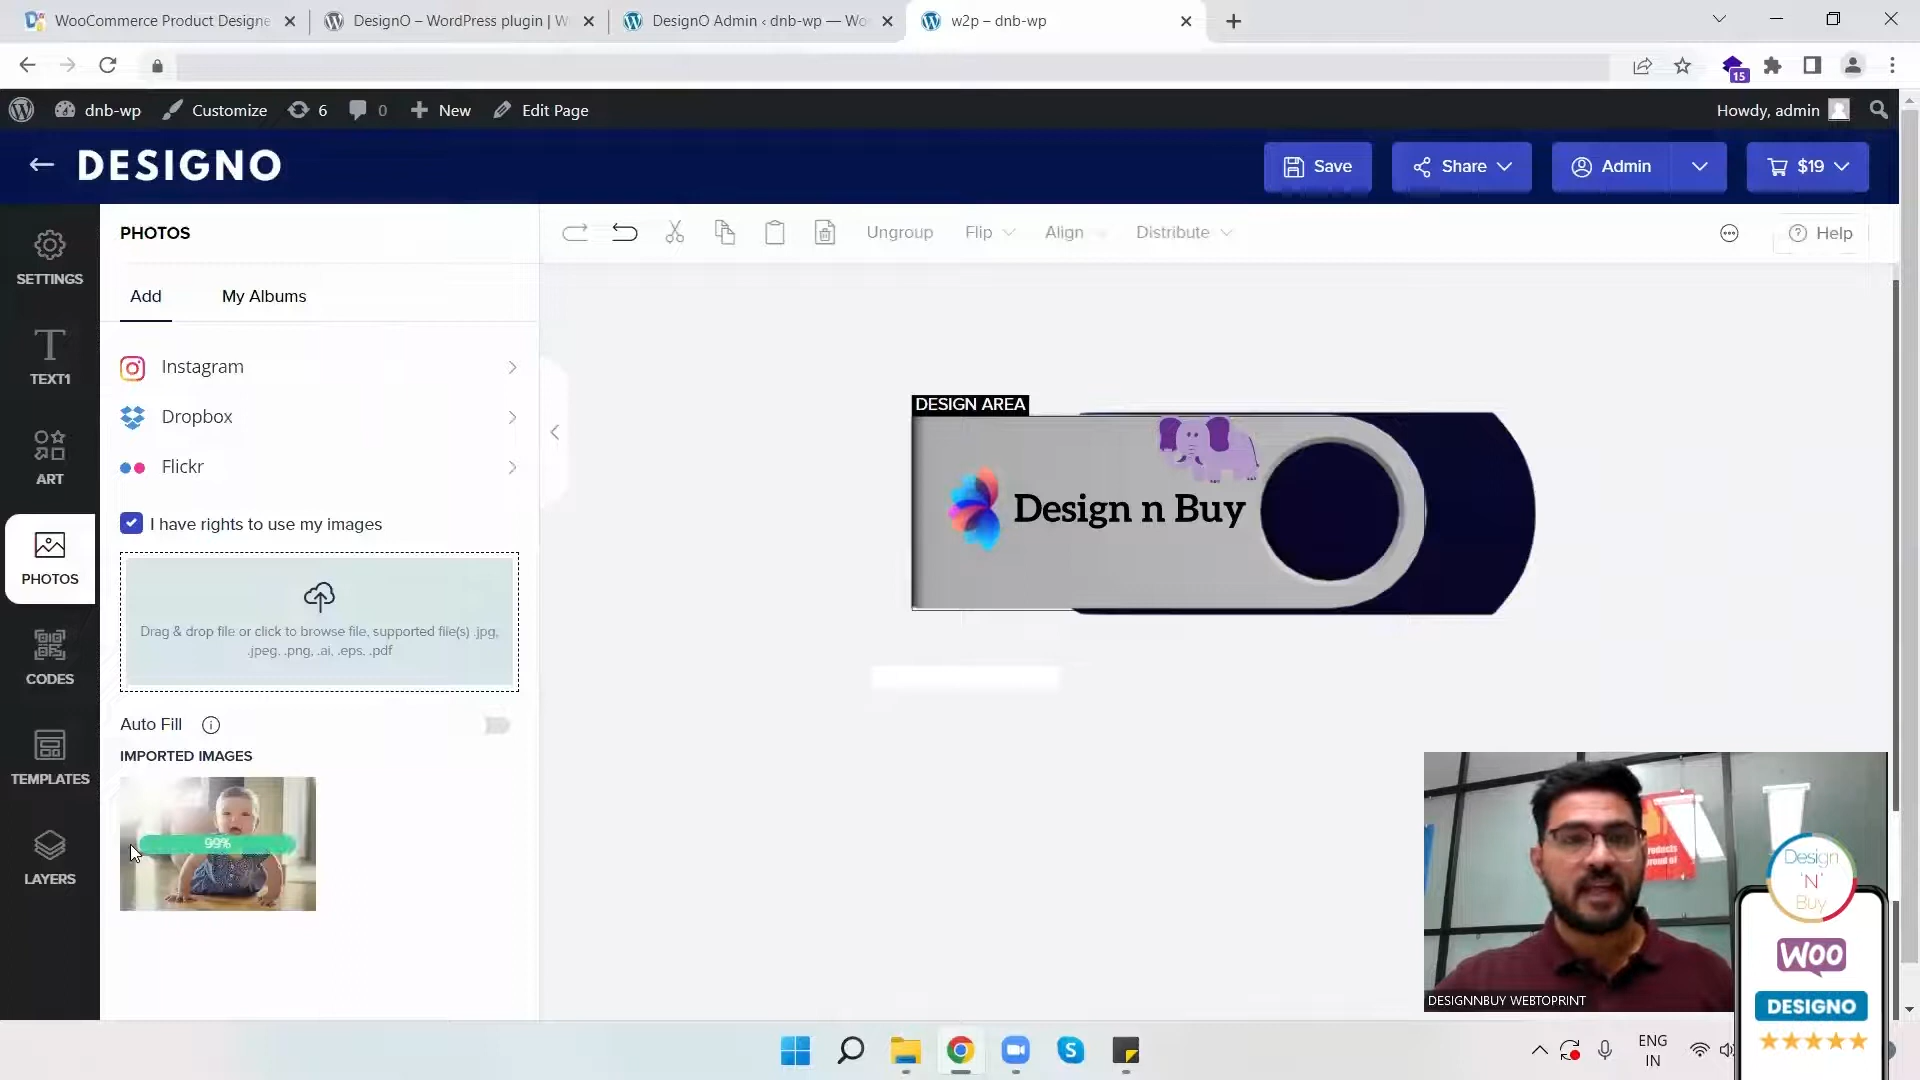 WooCommerce Product Designe
DesignO – WordPress plugin | W
DesignO Admin ‹ dnb-wp — Wo
w2p – dnb-wp
15
dnb-wp
Customize
6
0
New
Edit Page
Howdy, admin
DESIGNO
Save
Share
Admin
$19
SETTINGS
TEXT1
ART
PHOTOS
CODES
TEMPLATES
LAYERS
PHOTOS
Add
My Albums
Instagram
Dropbox
Flickr
I have rights to use my images
Drag & drop file or click to browse file, supported file(s) .jpg,
.jpeg, .png, .ai, .eps, .pdf
Auto Fill
IMPORTED IMAGES
99%
Ungroup
Flip
Align
Distribute
Help
DESIGN AREA
Design n Buy
roducts
roud of
DESIGNNBUY WEBTOPRINT
Design
'N'
Buy
WOO
DESIGNO
ENG
IN